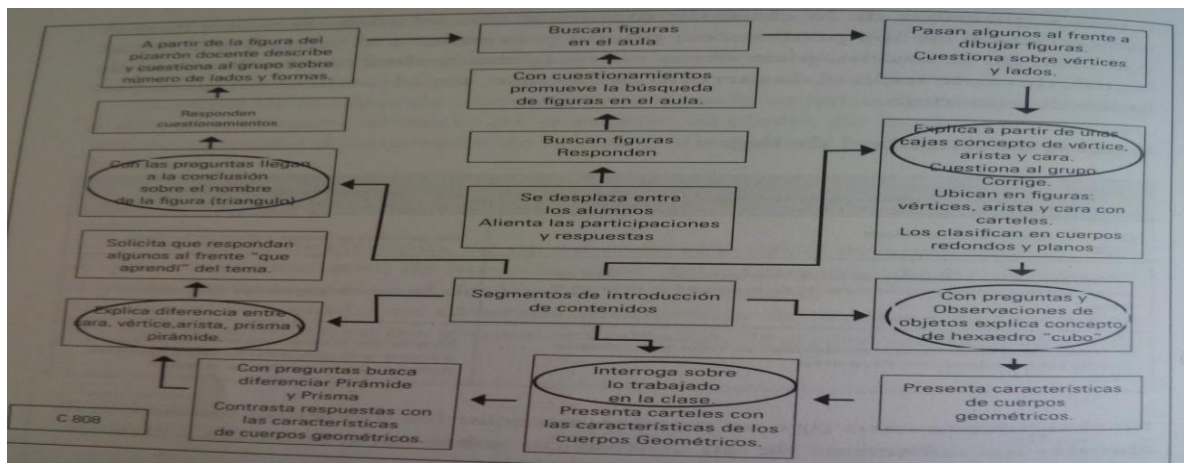 A partir de la figura del
pizarrón docente describe
y cuestiona al grupo sobre
número de lados y formas.
Buscan figuras
en el aula
Pasan algunos al frente a
dibujar figuras.
Cuestiona sobre vértices
y lados.
Responden
cuestionamientos
Con cuestionamientos
promueve la búsqueda
de figuras en el aula.
Con las preguntas llegan
a la conclusión
sobre el nombre
de la figura (triangulo)
Buscan figuras
Responden
Explica a partir de unas
cajas concepto de vértice,
arista y cara.
Cuestiona al grupo
Corrige.
Ubican en figuras:
vértices, arista y cara con
carteles.
Los clasifican en cuerpos
redondos y planos
Se desplaza entre
los alumnos
Alienta las participaciones
y respuestas
Solicita que respondan
algunos al frente "que
aprendí" del tema.
Segmentos de introducción
de contenidos
Explica diferencia entre
cara, vértice, arista, prisma y
pirámide.
Con preguntas y
Observaciones de
objetos explica concepto
de hexaedro "cubo"
Con preguntas busca
diferenciar Pirámide
y Prisma
Contrasta respuestas con
las características
de cuerpos geométricos.
Interroga sobre
lo trabajado
en la clase.
Presenta carteles con
las características de los
cuerpos Geométricos.
Presenta características
de cuerpos
geométricos.
C 808